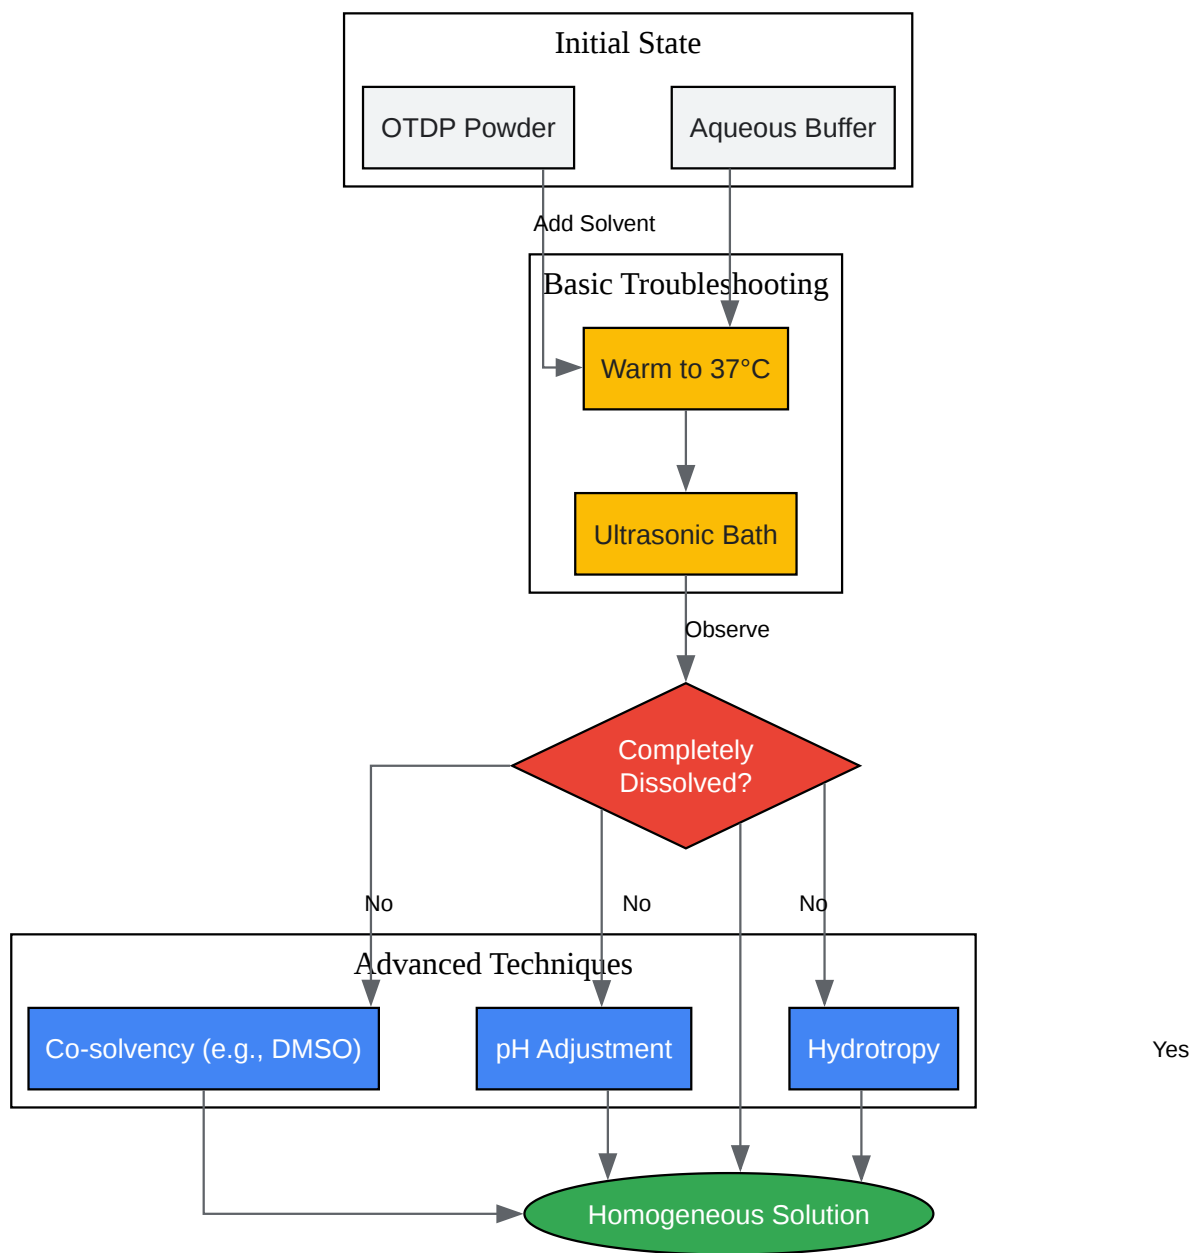 Initial State
OTDP Powder
Aqueous Buffer
Add Solvent
Basic Troubleshooting
Warm to 37°C
Ultrasonic Bath
Observe
Completely
Dissolved?
No
No
No
Advanced Techniques
Co-solvency (e.g., DMSO)
pH Adjustment
Hydrotropy
Yes
Homogeneous Solution